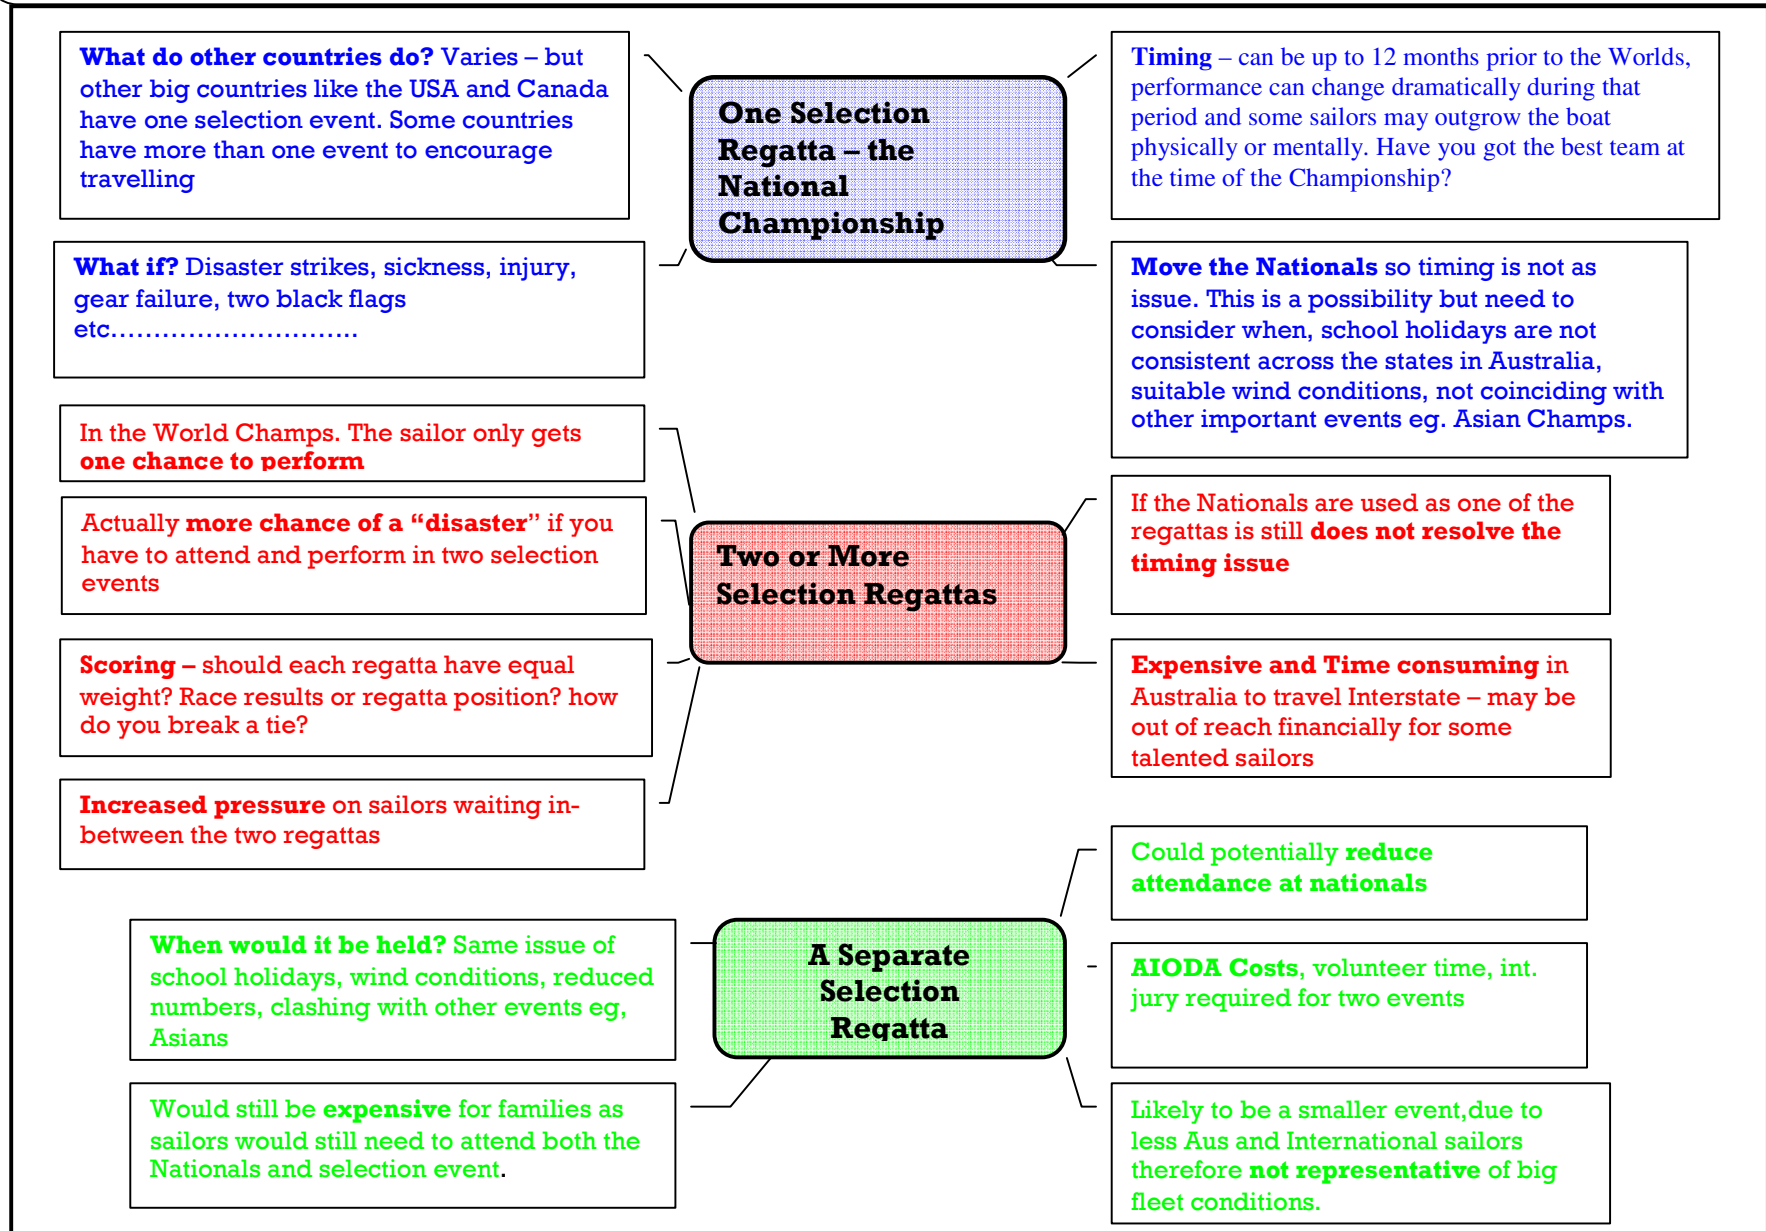 What do other countries do? Varies – but
other big countries like the USA and Canada
have one selection event. Some countries
have more than one event to encourage
travelling
One Selection
Regatta – the
National
Championship
Timing – can be up to 12 months prior to the Worlds,
performance can change dramatically during that
period and some sailors may outgrow the boat
physically or mentally. Have you got the best team at
the time of the Championship?
What if? Disaster strikes, sickness, injury,
gear failure, two black flags
etc………………………..
Move the Nationals so timing is not as
issue. This is a possibility but need to
consider when, school holidays are not
consistent across the states in Australia,
suitable wind conditions, not coinciding with
other important events eg. Asian Champs.
In the World Champs. The sailor only gets
one chance to perform
Actually more chance of a “disaster” if you
have to attend and perform in two selection
events
Two or More
Selection Regattas
If the Nationals are used as one of the
regattas is still does not resolve the
timing issue
Scoring – should each regatta have equal
weight? Race results or regatta position? how
do you break a tie?
Expensive and Time consuming in
Australia to travel Interstate – may be
out of reach financially for some
talented sailors
Increased pressure on sailors waiting in-
between the two regattas
Could potentially reduce
attendance at nationals
When would it be held? Same issue of
school holidays, wind conditions, reduced
numbers, clashing with other events eg,
Asians
A Separate
Selection
Regatta
AIODA Costs, volunteer time, int.
jury required for two events
Would still be expensive for families as
sailors would still need to attend both the
Nationals and selection event.
Likely to be a smaller event,due to
less Aus and International sailors
therefore not representative of big
fleet conditions.